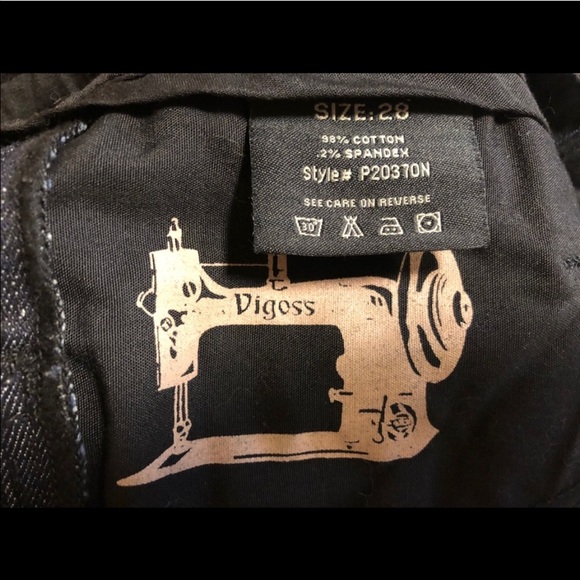 SIZE: 28
98% COTTON
2% SPANDEX
Style# P20370N
SEE CARE ON REVERSE
30°
Vigoss